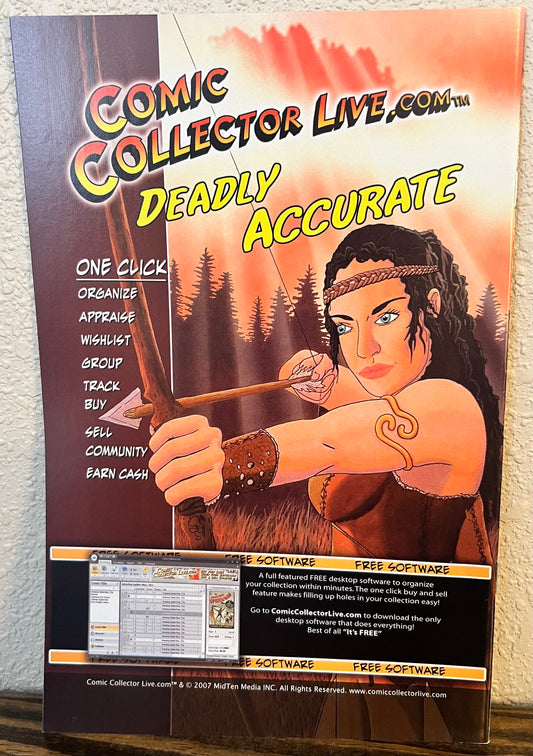 COMIC
COLLECTOR LIVE.COM™
DEADLY
ACCURATE
ONE CLICK
ORGANIZE
APPRAISE
WISHLIST
GROUP
TRACK
BUY
SELL
COMMUNITY
EARN CASH
FREE SOFTWARE FREE SOFTWARE
A full featured FREE desktop software to organize
your collection within minutes. The one click buy and sell
feature makes filling up holes in your collection easy!
Go to ComicCollectorLive.com to download the only
desktop software that does everything!
Best of all "It's FREE"
FREE SOFTWARE FREE SOFTWARE
Comic Collector Live.com™ & © 2007 MidTen Media INC. All Rights Reserved. www.comiccollectorlive.com